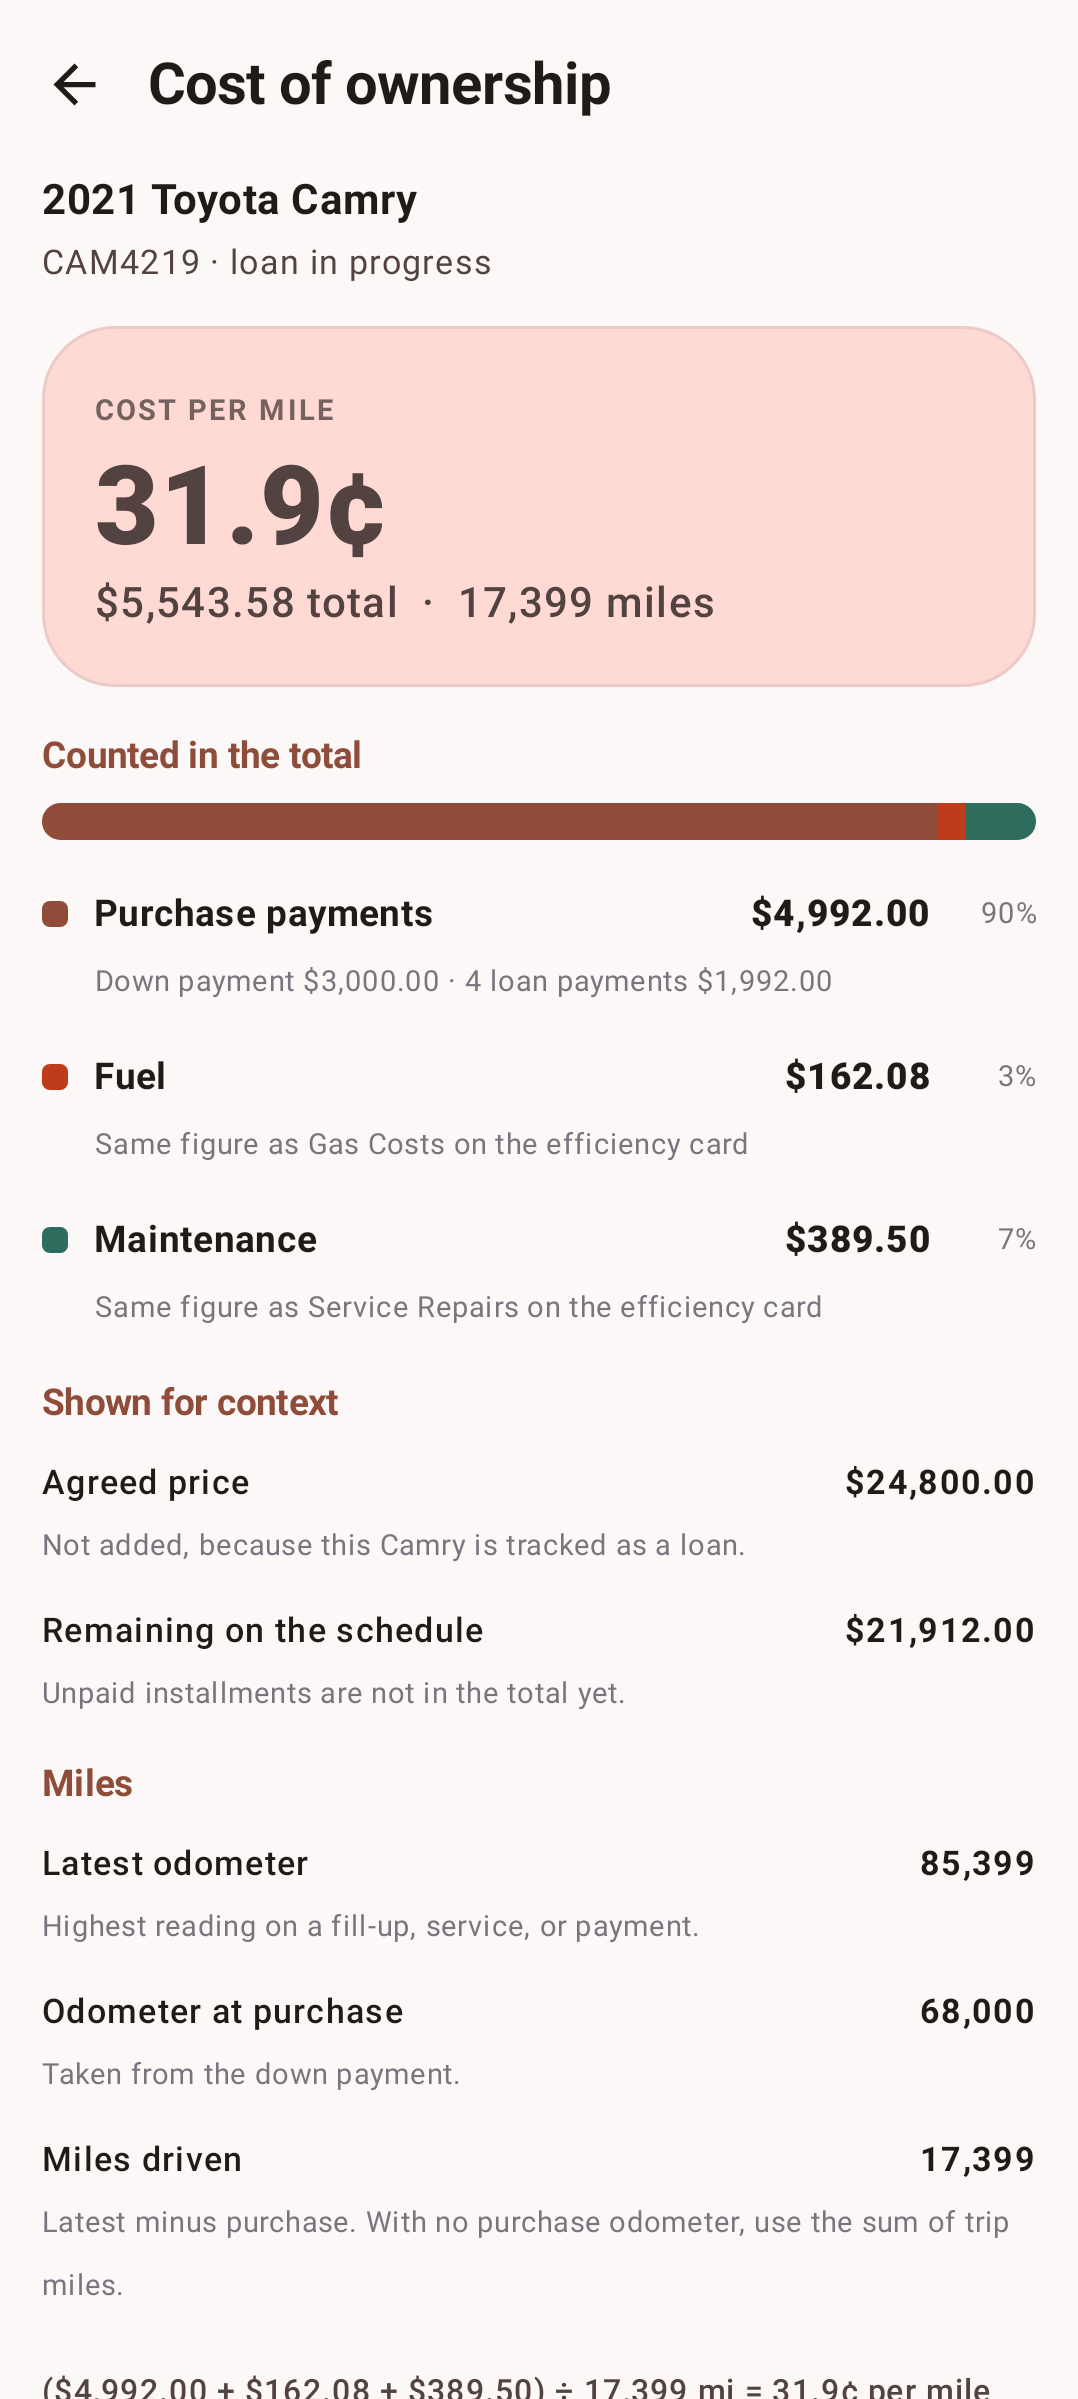 Cost of ownership
2021 Toyota Camry
CAM4219 · loan in progress
COST PER MILE
31.9¢
$5,543.58 total · 17,399 miles
Counted in the total
Purchase payments $4,992.00 90%
Down payment $3,000.00 · 4 loan payments $1,992.00
Fuel $162.08 3%
Same figure as Gas Costs on the efficiency card
Maintenance $389.50 7%
Same figure as Service Repairs on the efficiency card
Shown for context
Agreed price $24,800.00
Not added, because this Camry is tracked as a loan.
Remaining on the schedule $21,912.00
Unpaid installments are not in the total yet.
Miles
Latest odometer 85,399
Highest reading on a fill-up, service, or payment.
Odometer at purchase 68,000
Taken from the down payment.
Miles driven 17,399
Latest minus purchase. With no purchase odometer, use the sum of trip
miles.
($4,992.00 + $162.08 + $389.50) ÷ 17,399 mi = 31.9¢ per mile